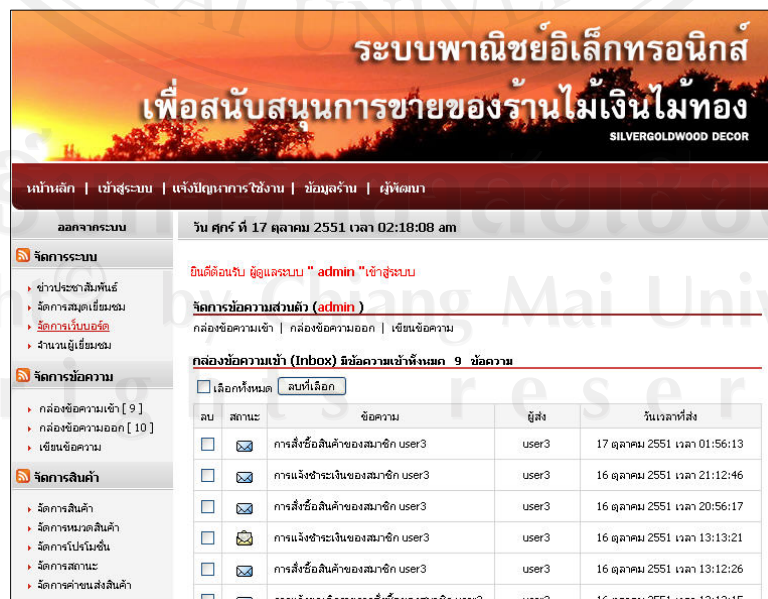 ระบบพาณิชย์อิเล็กทรอนิกส์
เพื่อสนับสนุนการขายของร้านไม้เงินไม้ทอง
SILVERGOLDWOOD DECOR
หน้าหลัก | เข้าสู่ระบบ | แจ้งปัญหาการใช้งาน | ข้อมูลร้าน | ผู้พัฒนา
ออกจากระบบ
วัน ศุกร์ ที่ 17 ตุลาคม 2551 เวลา 02:18:08 am
จัดการระบบ
ข่าวประชาสัมพันธ์
จัดการสมุดเยี่ยมชม
จัดการเว็บบอร์ด
จำนวนผู้เยี่ยมชม
จัดการข้อความ
กล่องข้อความเข้า [ 9 ]
กล่องข้อความออก [ 10 ]
เขียนข้อความ
จัดการสินค้า
จัดการสินค้า
จัดการหมวดสินค้า
จัดการโปรโมชั่น
จัดการสถานะ
จัดการค่าขนส่งสินค้า
ยินดีต้อนรับ ผู้ดูแลระบบ " admin "เข้าสู่ระบบ
จัดการข้อความส่วนตัว (admin )
กล่องข้อความเข้า | กล่องข้อความออก | เขียนข้อความ
กล่องข้อความเข้า (Inbox) มีข้อความเข้าทั้งหมด 9 ข้อความ
เลือกทั้งหมด ลบที่เลือก
ลบ สถานะ ข้อความ ผู้ส่ง วันเวลาที่ส่ง
การสั่งซื้อสินค้าของสมาชิก user3 user3 17 ตุลาคม 2551 เวลา 01:56:13
การแจ้งชำระเงินของสมาชิก user3 user3 16 ตุลาคม 2551 เวลา 21:12:46
การสั่งซื้อสินค้าของสมาชิก user3 user3 16 ตุลาคม 2551 เวลา 20:56:17
การแจ้งชำระเงินของสมาชิก user3 user3 16 ตุลาคม 2551 เวลา 13:13:21
การสั่งซื้อสินค้าของสมาชิก user3 user3 16 ตุลาคม 2551 เวลา 13:12:26
by Chiang Mai Univ
rights reser